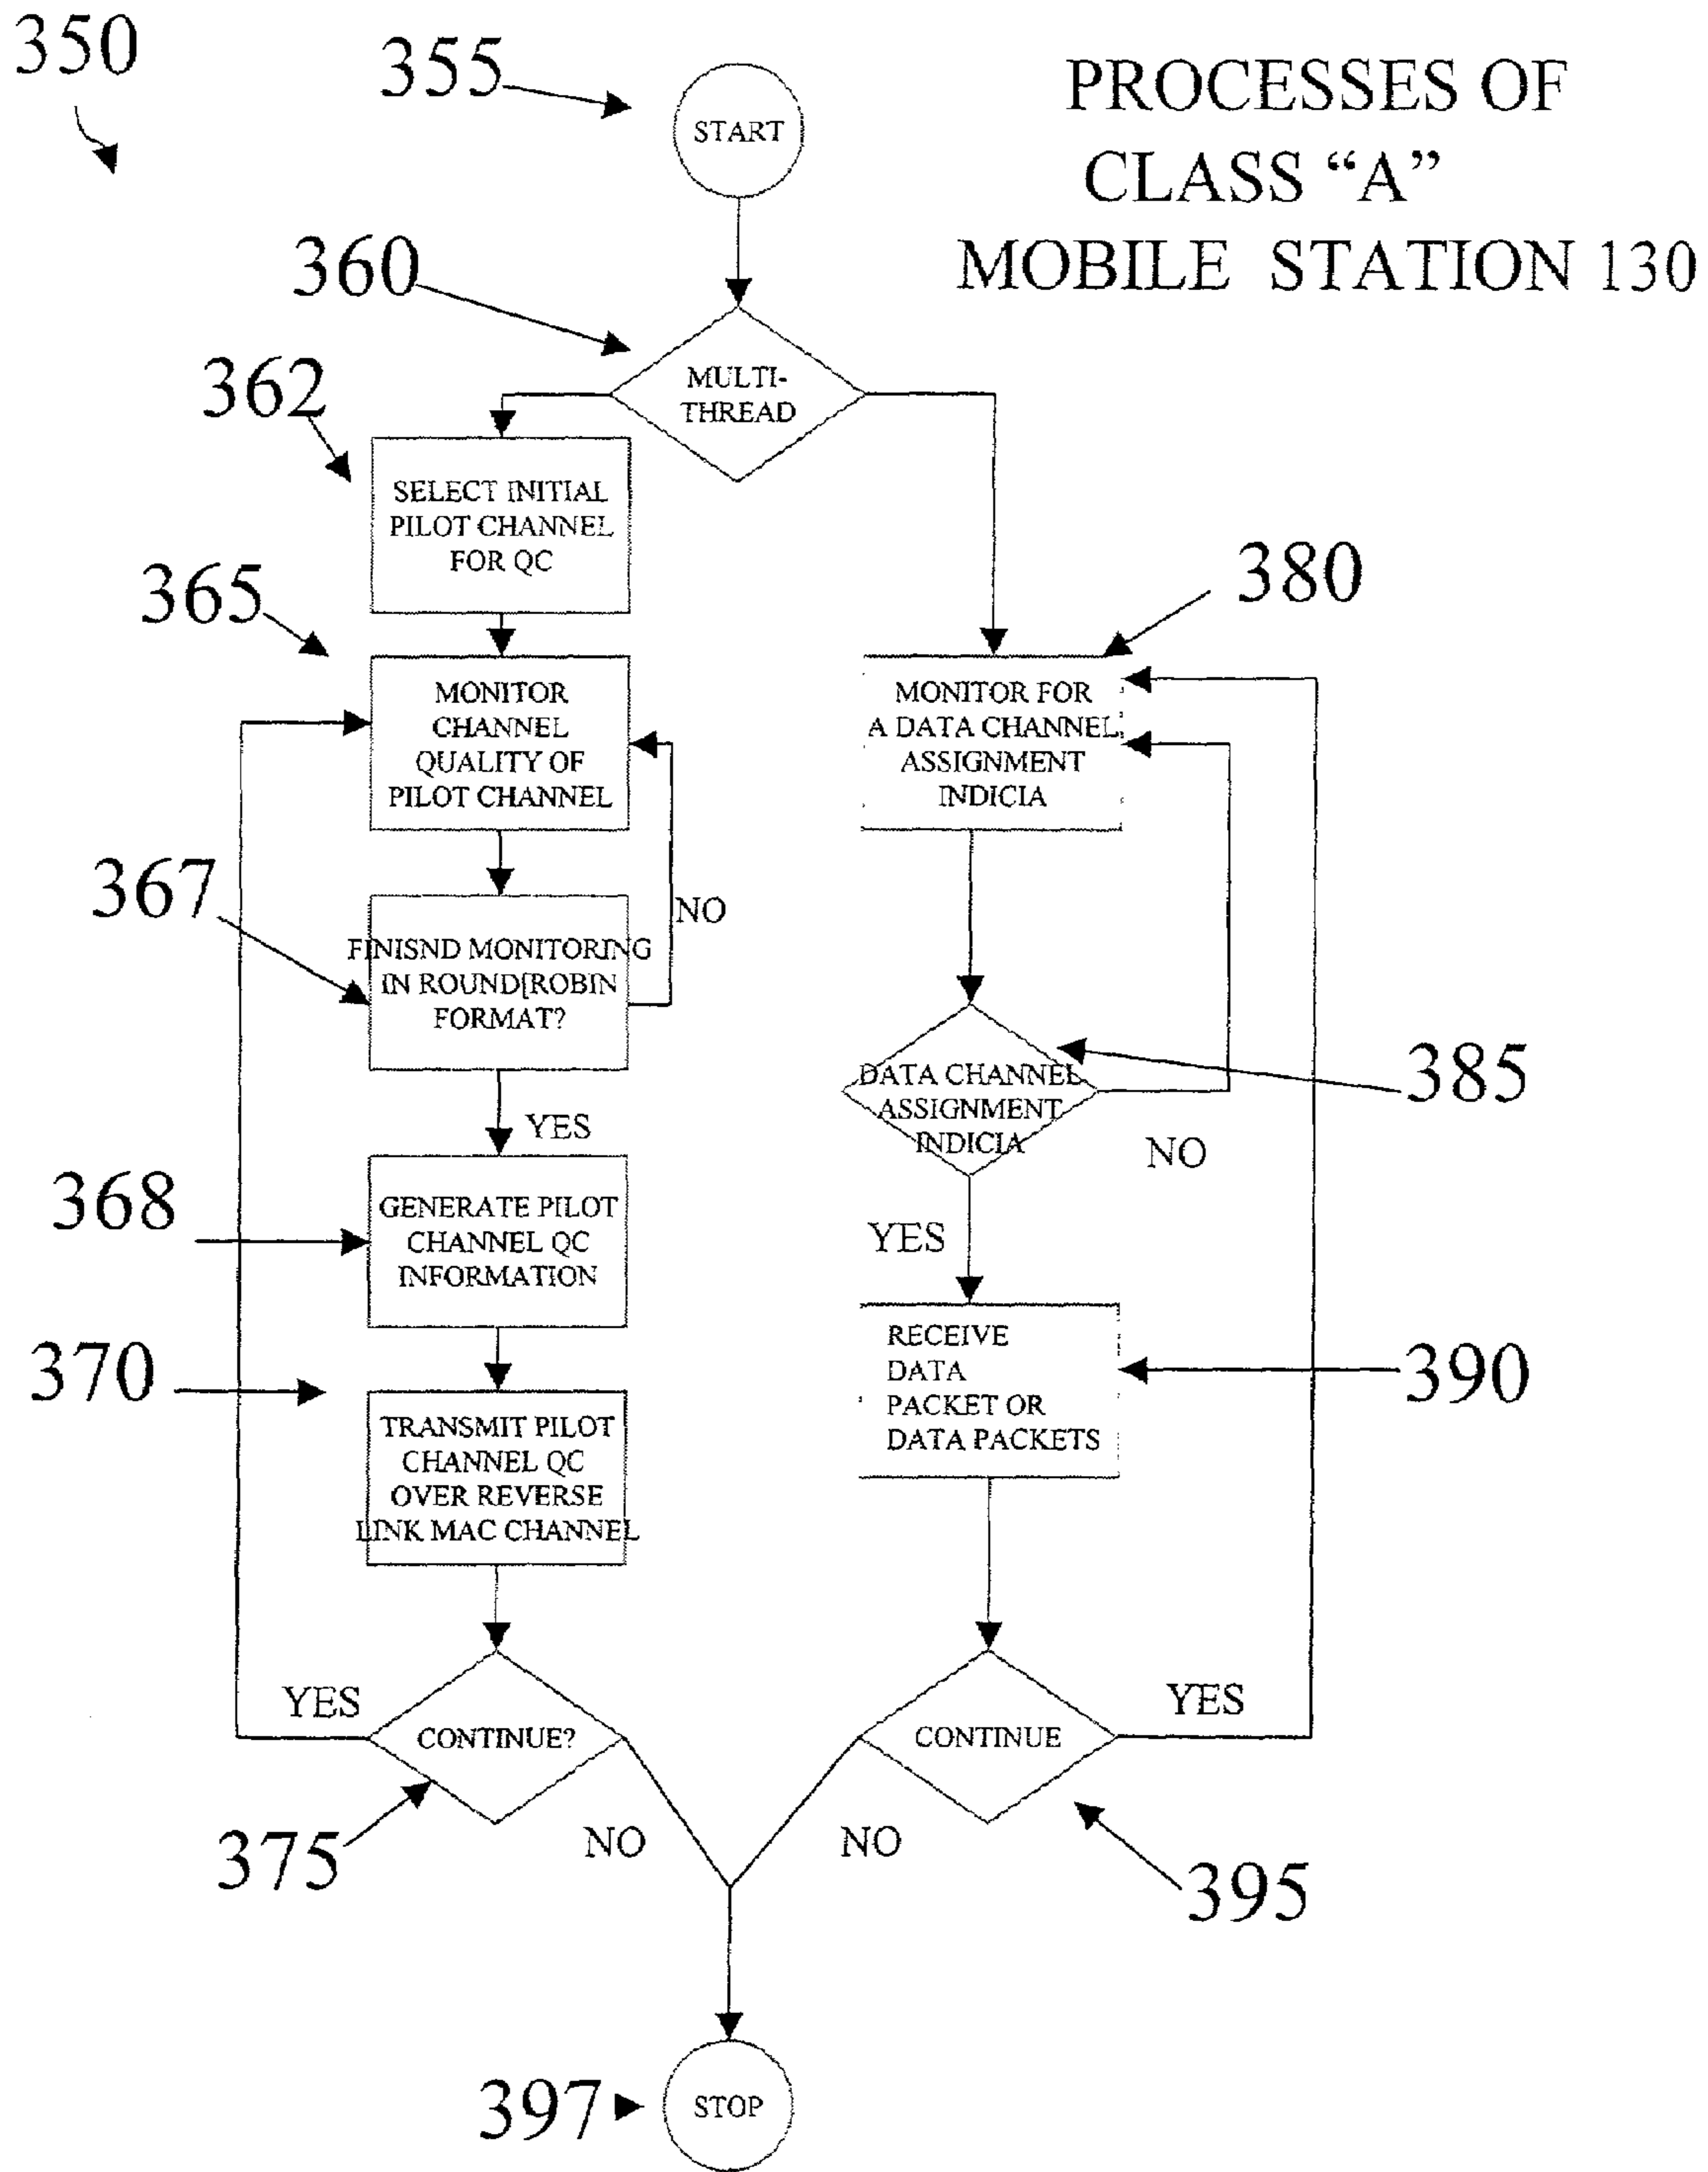 350
355
START
PROCESSES OF
CLASS “A”
MOBILE STATION 130
360
MULTI-
THREAD
362
SELECT INITIAL
PILOT CHANNEL
FOR QC
365
MONITOR
CHANNEL
QUALITY OF
PILOT CHANNEL
367
FINISND MONITORING
IN ROUND[ROBIN
FORMAT?
NO
YES
368
GENERATE PILOT
CHANNEL QC
INFORMATION
370
TRANSMIT PILOT
CHANNEL QC
OVER REVERSE
LINK MAC CHANNEL
YES
CONTINUE?
375
NO
380
MONITOR FOR
A DATA CHANNEL
ASSIGNMENT
INDICIA
385
DATA CHANNEL
ASSIGNMENT
INDICIA
NO
YES
RECEIVE
DATA
PACKET OR
DATA PACKETS
390
CONTINUE
YES
NO
395
397
STOP